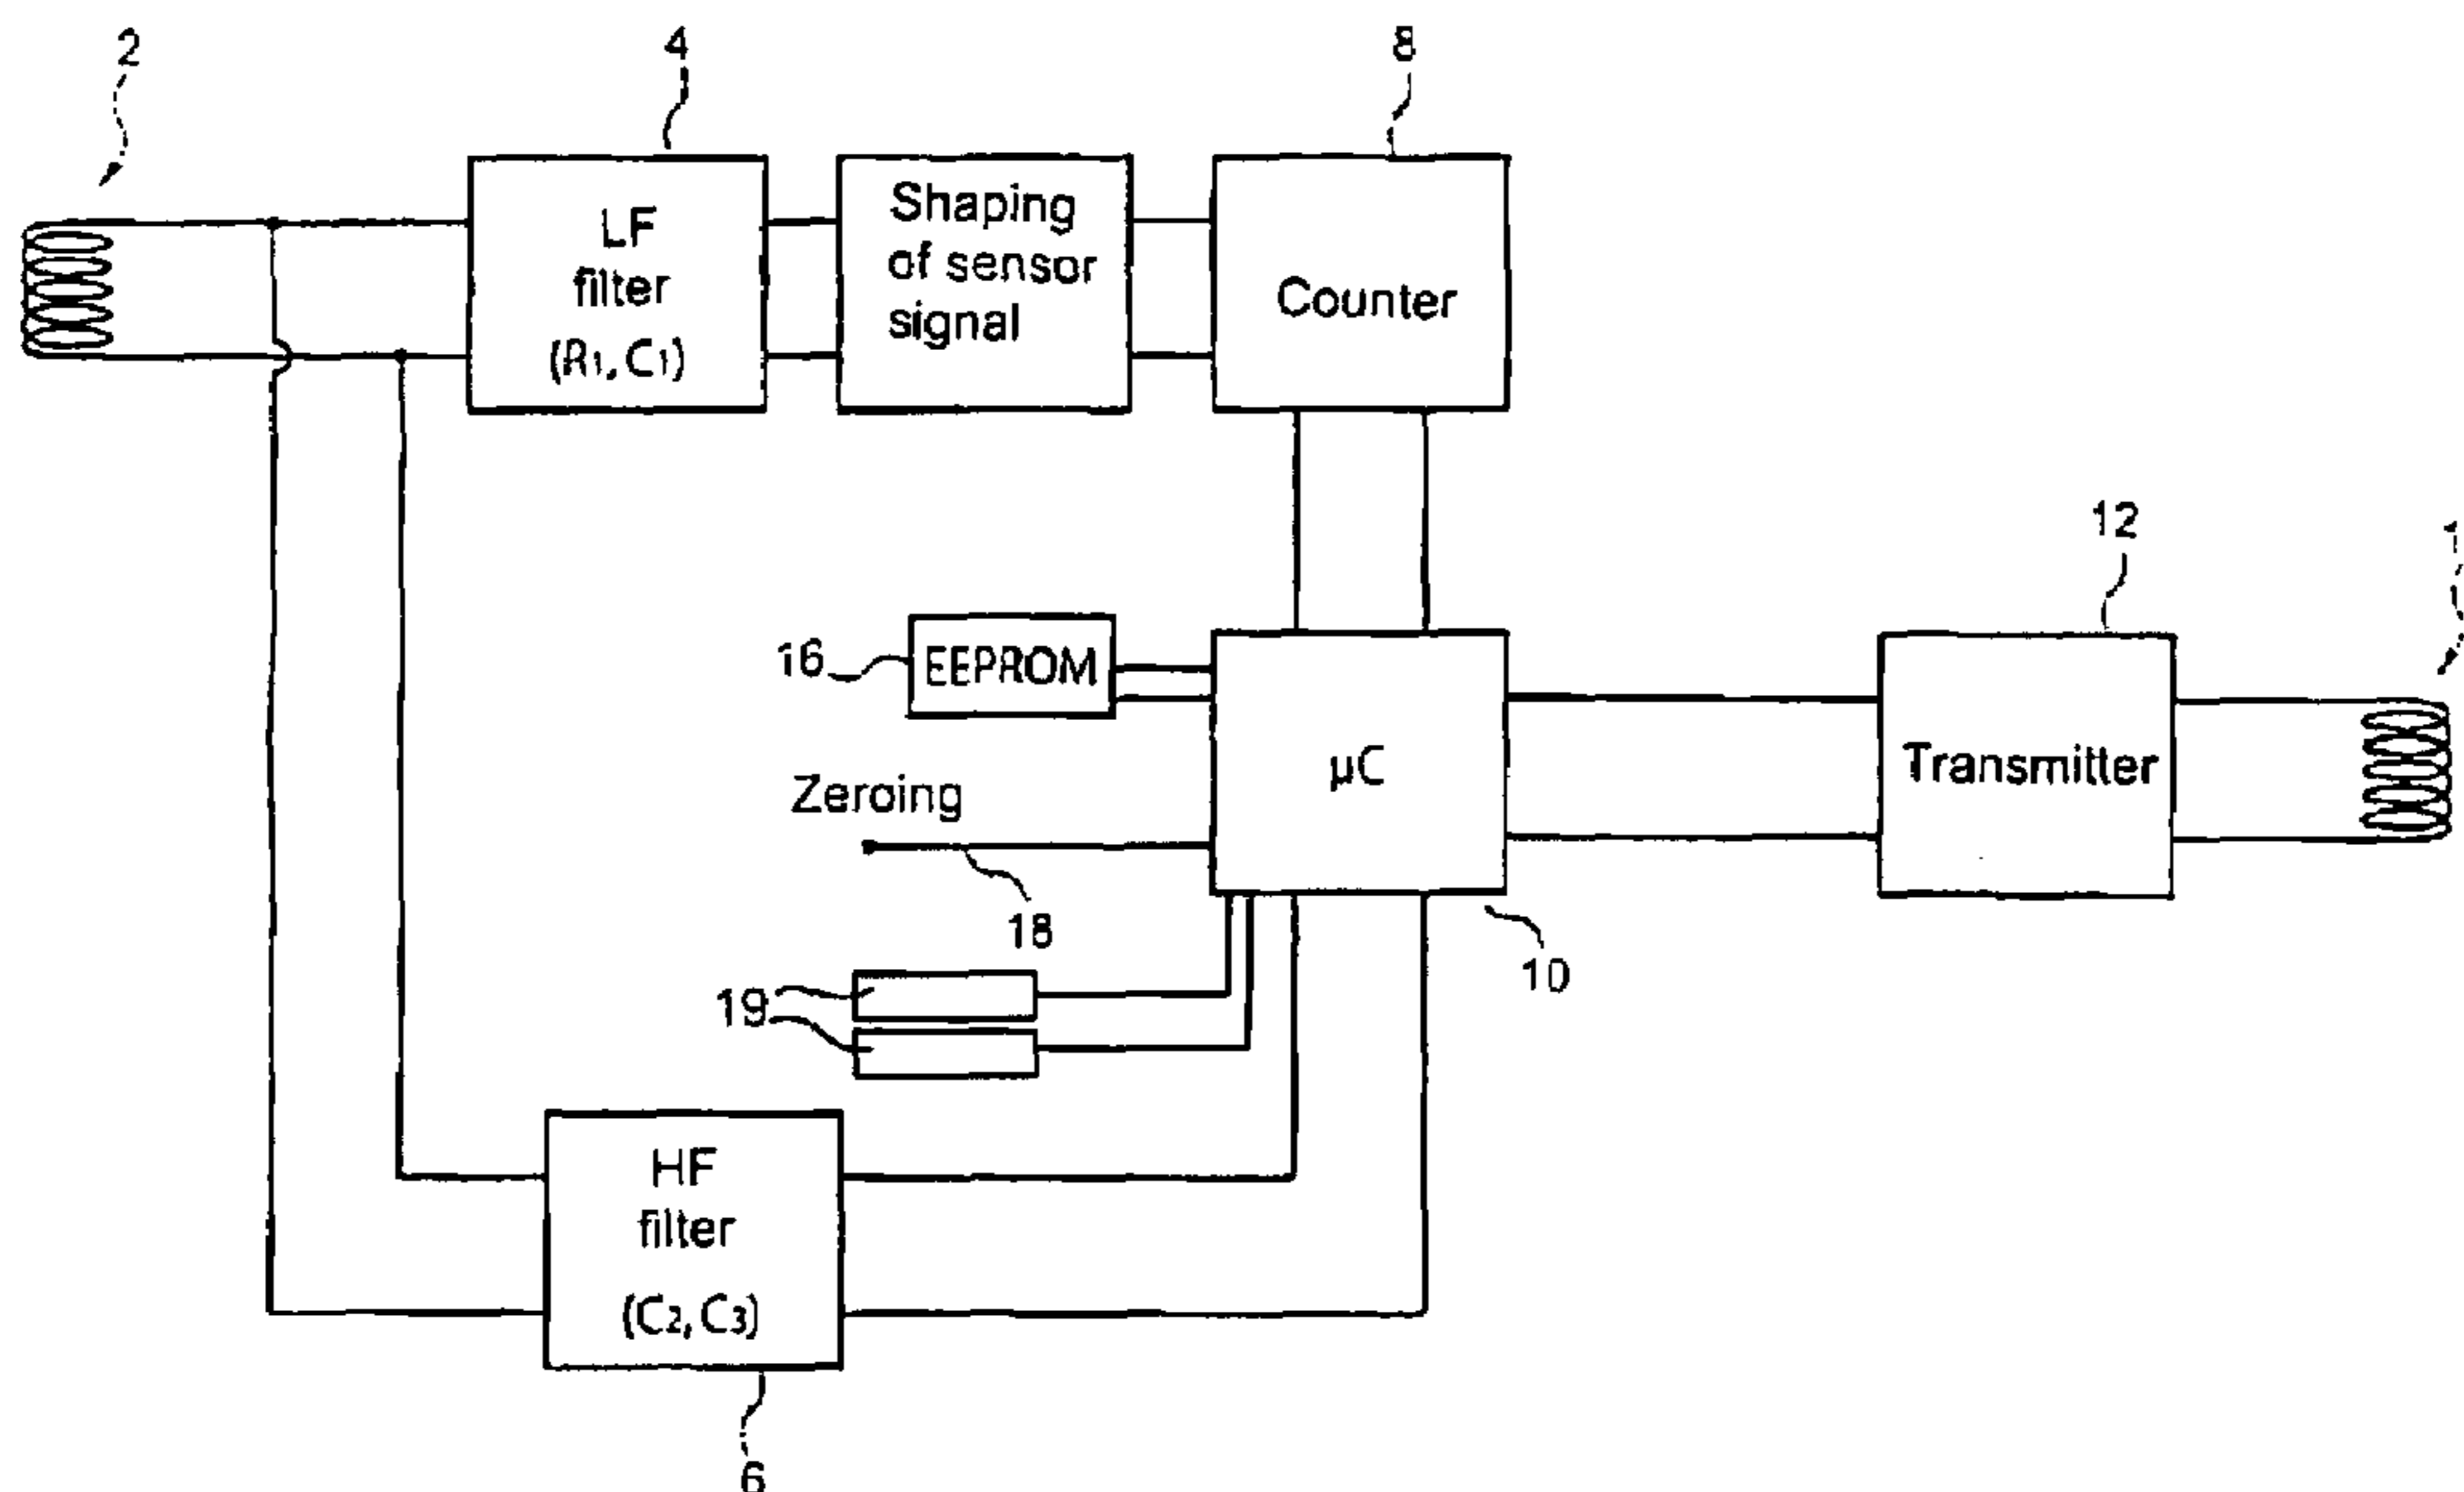 2
4
8
LF
filter
(R1, C1)
Shaping
of sensor
signal
Counter
12
1
16
EEPROM
µC
Transmitter
Zeroing
18
10
19
HF
filter
(C2, C3)
6